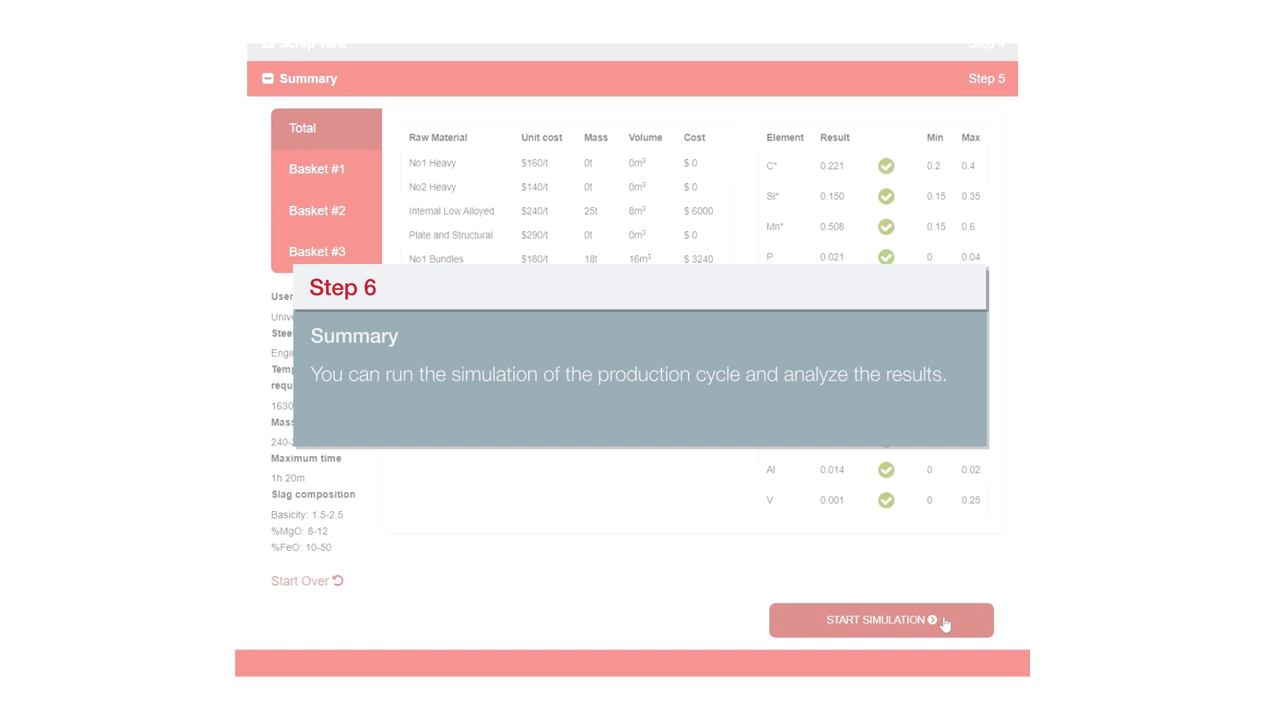 Summary Step 5
Total
Basket #1
Basket #2
Basket #3
Raw Material Unit cost Mass Volume Cost
No1 Heavy $160/t 0t 0m³ $ 0
No2 Heavy $140/t 0t 0m³ $ 0
Internal Low Alloyed $240/t 25t 8m³ $ 6000
Plate and Structural $290/t 0t 0m³ $ 0
No1 Bundles $180/t 18t 16m³ $ 3240
Element Result Min Max
C* 0.221 0.2 0.4
Si* 0.150 0.15 0.35
Mn* 0.508 0.15 0.6
P 0.021 0 0.04
Step 6
Summary
You can run the simulation of the production cycle and analyze the results.
User
1630
Maximum time
1h 20m
Slag composition
Basicity: 1.5-2.5
%MgO: 8-12
%FeO: 10-50
Al 0.014 0 0.02
V 0.001 0 0.25
Start Over
START SIMULATION